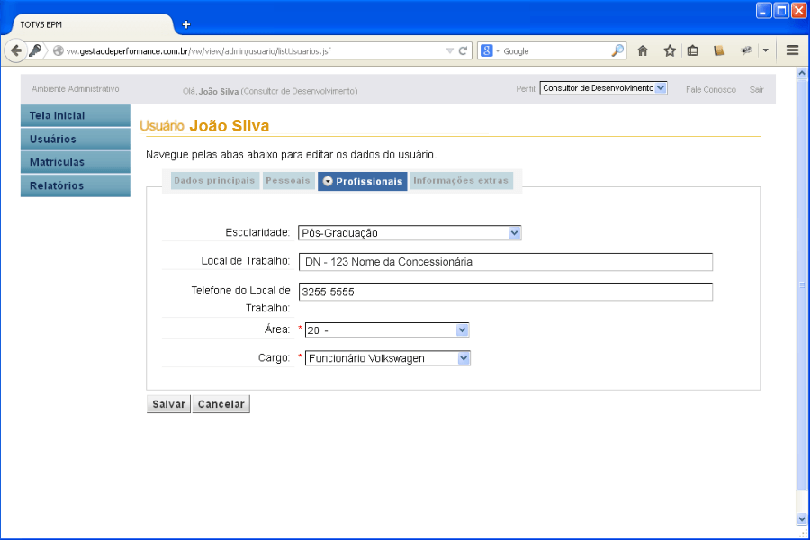 TOTVS EPM
vw.gestaodeperformance.com.br/vw/view/admin/usuario/listUsuarios.js
Google
Ambiente Administrativo
Olá, João Silva (Consultor de Desenvolvimento)
Perfil: Consultor de Desenvolvimento
Fale Conosco
Sair
Tela Inicial
Usuários
Matrículas
Relatórios
Usuário João Silva
Navegue pelas abas abaixo para editar os dados do usuário
Dados principais
Pessoais
Profissionais
Informações extras
Escolaridade: Pós-Graduação
Local de Trabalho: DN - 123 Nome da Concessionária
Telefone do Local de
Trabalho: 3255 5555
Área: * 20 -
Cargo: * Funcionário Volkswagen
Salvar
Cancelar